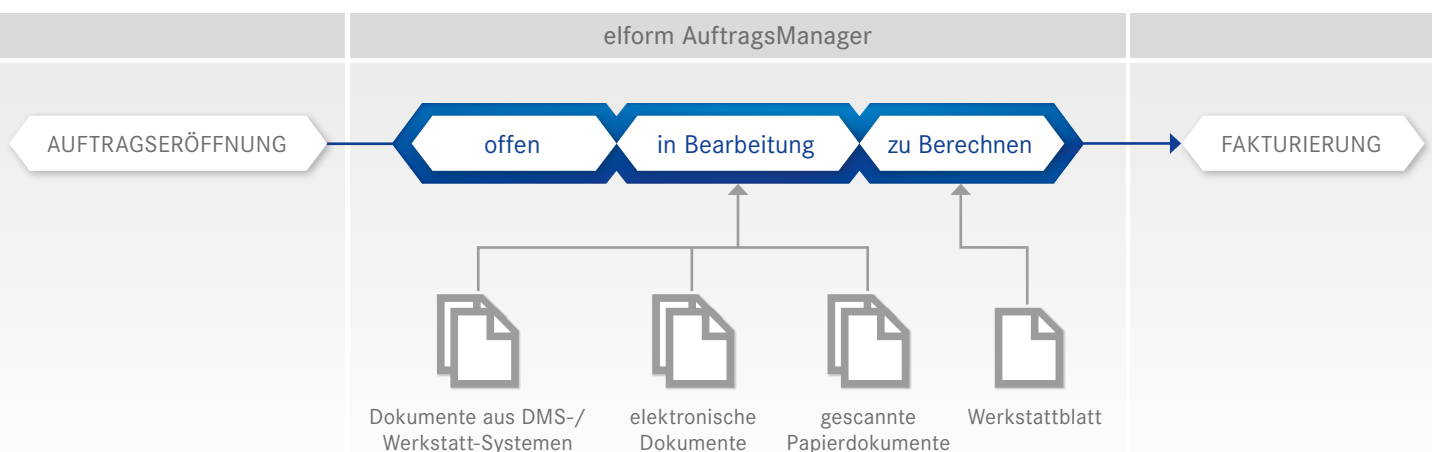 elform AuftragsManager
AUFTRAGSERÖFFNUNG
offen
in Bearbeitung
zu Berechnen
FAKTURIERUNG
Dokumente aus DMS-/
Werkstatt-Systemen
elektronische
Dokumente
gescannte
Papierdokumente
Werkstattblatt